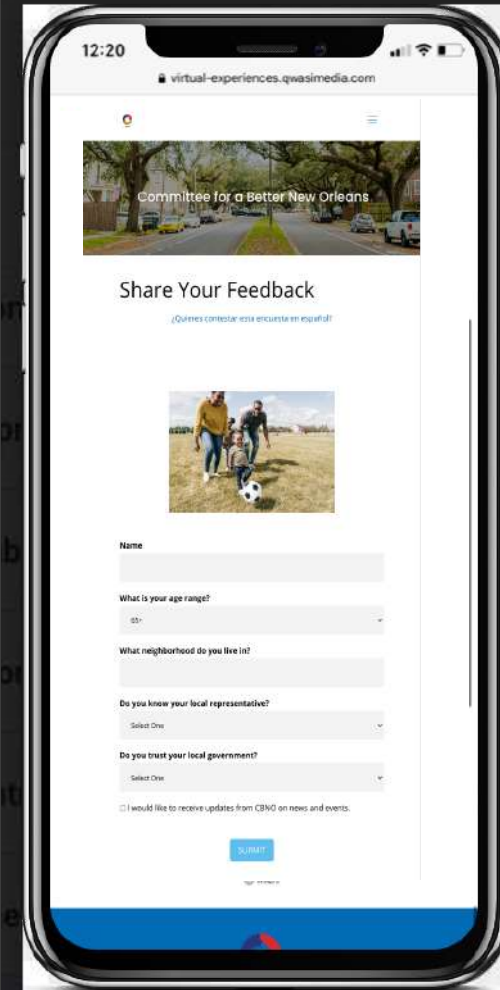 12:20
virtual-experiences.qwasimedia.com
Committee for a Better New Orleans
Share Your Feedback
¿Quieres contestar esta encuesta en español?
Name
What is your age range?
65+
What neighborhood do you live in?
Do you know your local representative?
Select One
Do you trust your local government?
Select One
I would like to receive updates from CBNO on news and events.
SUBMIT